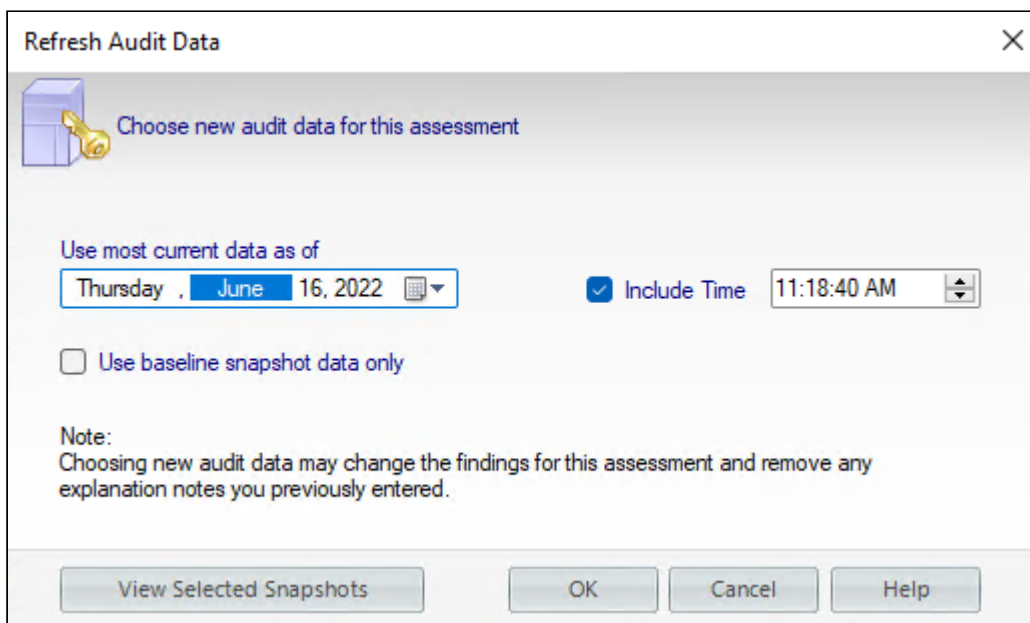 Refresh Audit Data
Choose new audit data for this assessment
Use most current data as of
Thursday , June 16, 2022
Include Time 11:18:40 AM
Use baseline snapshot data only
Note:
Choosing new audit data may change the findings for this assessment and remove any
explanation notes you previously entered.
View Selected Snapshots OK Cancel Help